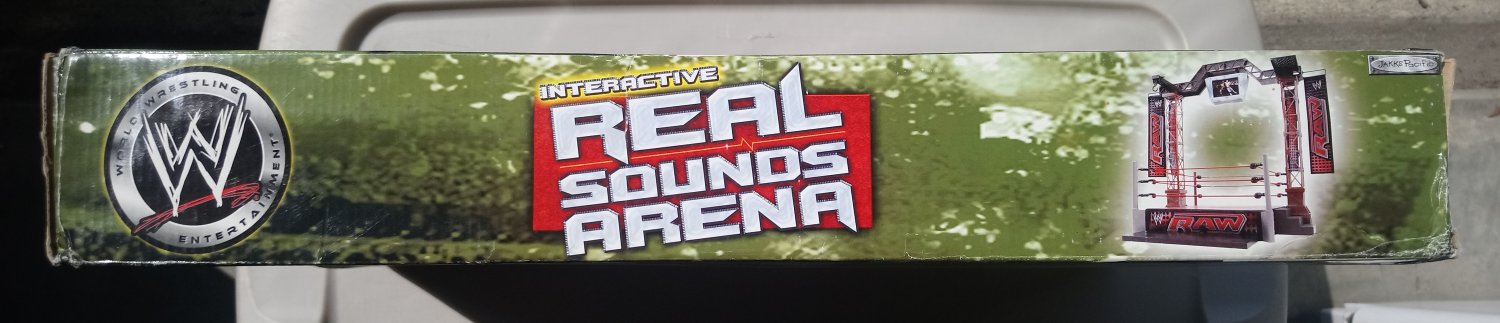 WORLD WRESTLING
W
ENTERTAINMENT
INTERACTIVE
REAL
SOUNDS
ARENA
JAKKS Pacific
RAW
RAW
RAW